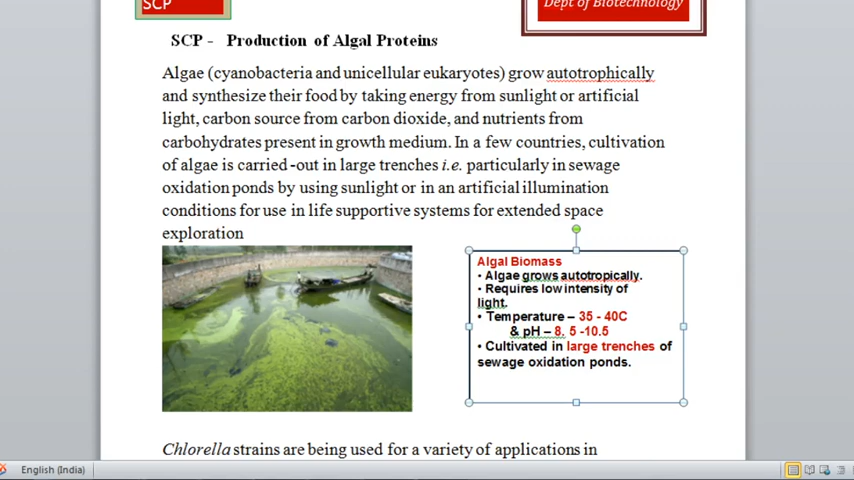 SCP
Dept of Biotechnology
SCP - Production of Algal Proteins
Algae (cyanobacteria and unicellular eukaryotes) grow autotrophically
and synthesize their food by taking energy from sunlight or artificial
light, carbon source from carbon dioxide, and nutrients from
carbohydrates present in growth medium. In a few countries, cultivation
of algae is carried -out in large trenches i.e. particularly in sewage
oxidation ponds by using sunlight or in an artificial illumination
conditions for use in life supportive systems for extended space
exploration
Algal Biomass
• Algae grows autotropically.
• Requires low intensity of
light.
• Temperature – 35 - 40C
& pH – 8. 5 -10.5
• Cultivated in large trenches of
sewage oxidation ponds.
Chlorella strains are being used for a variety of applications in
English (India)